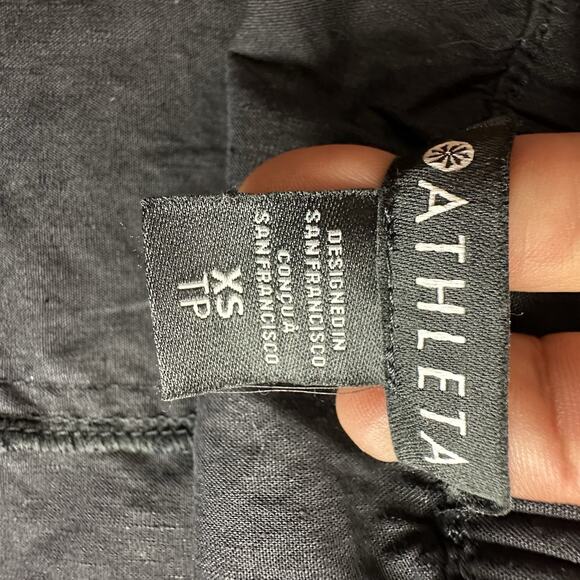 ATHLETA
DESIGNED IN
SAN FRANCISCO
CONÇU À
SAN FRANCISCO
XS
TP